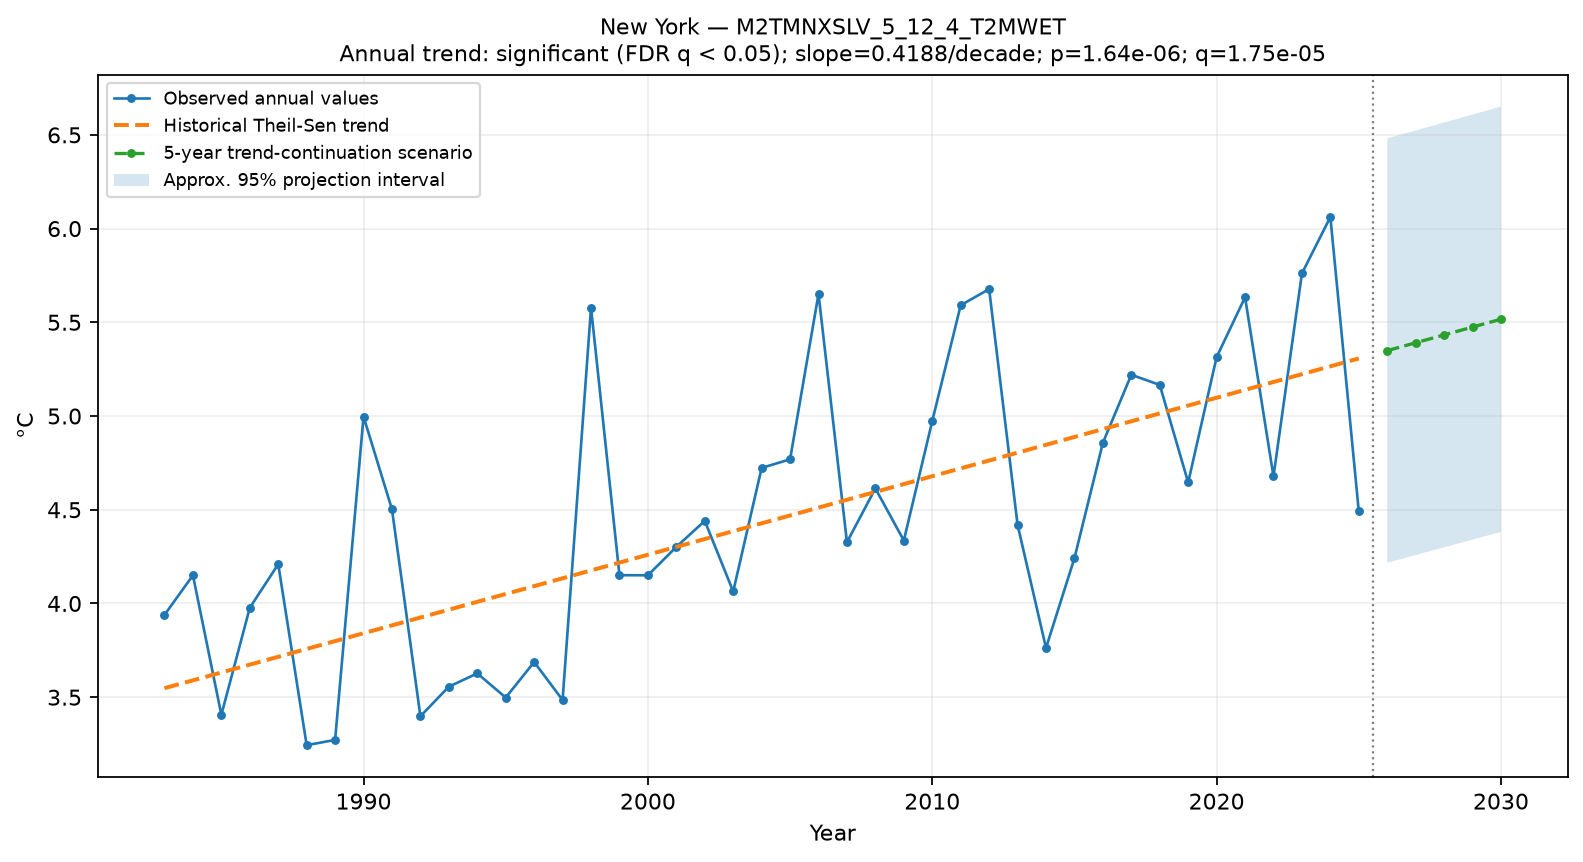 New York — M2TMNXSLV_5_12_4_T2MWET
Annual trend: significant (FDR q < 0.05); slope=0.4188/decade; p=1.64e-06; q=1.75e-05
Observed annual values
Historical Theil-Sen trend
5-year trend-continuation scenario
Approx. 95% projection interval
6.5
6.0
5.5
5.0
4.5
4.0
3.5
°C
1990
2000
2010
2020
2030
Year